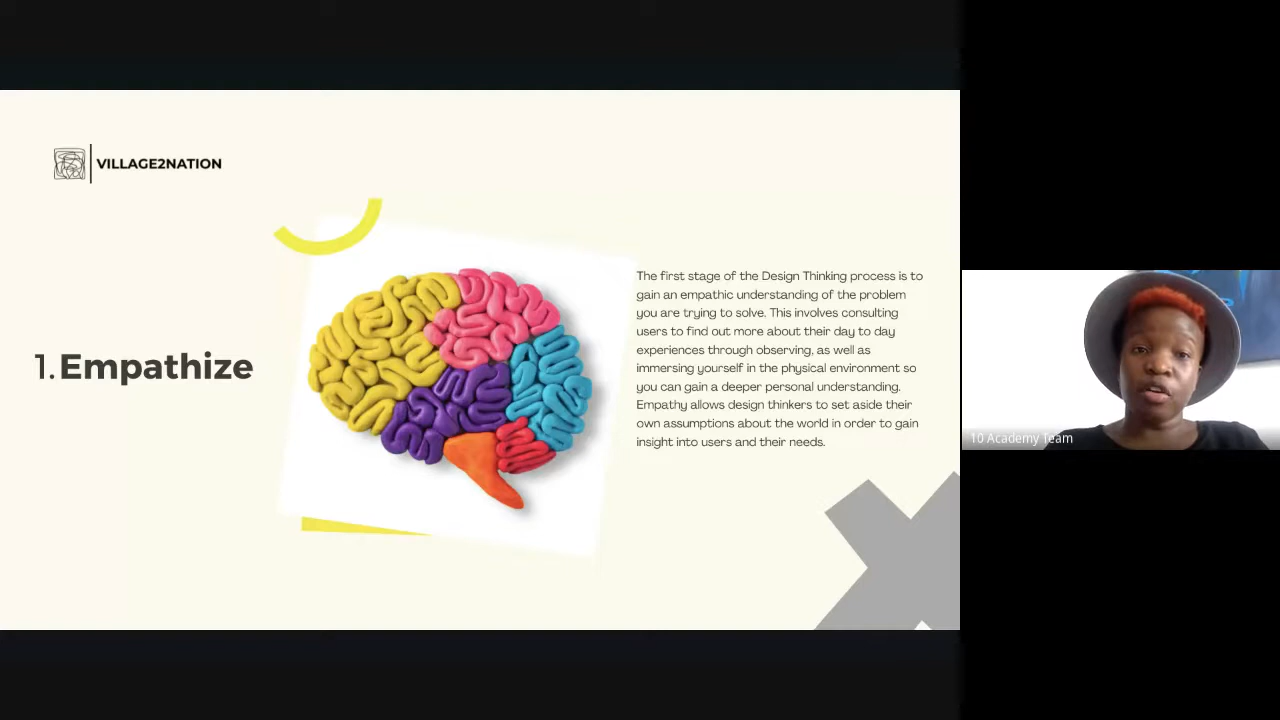 VILLAGE2NATION
1. Empathize
The first stage of the Design Thinking process is to
gain an empathic understanding of the problem
you are trying to solve. This involves consulting
users to find out more about their day to day
experiences through observing, as well as
immersing yourself in the physical environment so
you can gain a deeper personal understanding.
Empathy allows design thinkers to set aside their
own assumptions about the world in order to gain
insight into users and their needs.
10 Academy Team